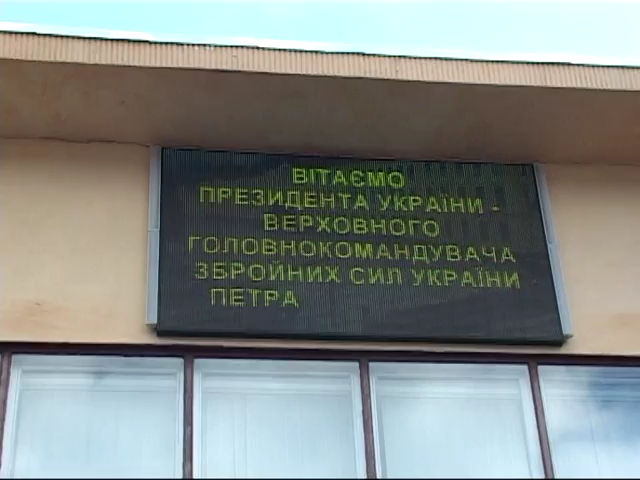 ВІТАЄМО
ПРЕЗИДЕНТА УКРАЇНИ -
ВЕРХОВНОГО
ГОЛОВНОКОМАНДУВАЧА
ЗБРОЙНИХ СИЛ УКРАЇНИ
ПЕТРА